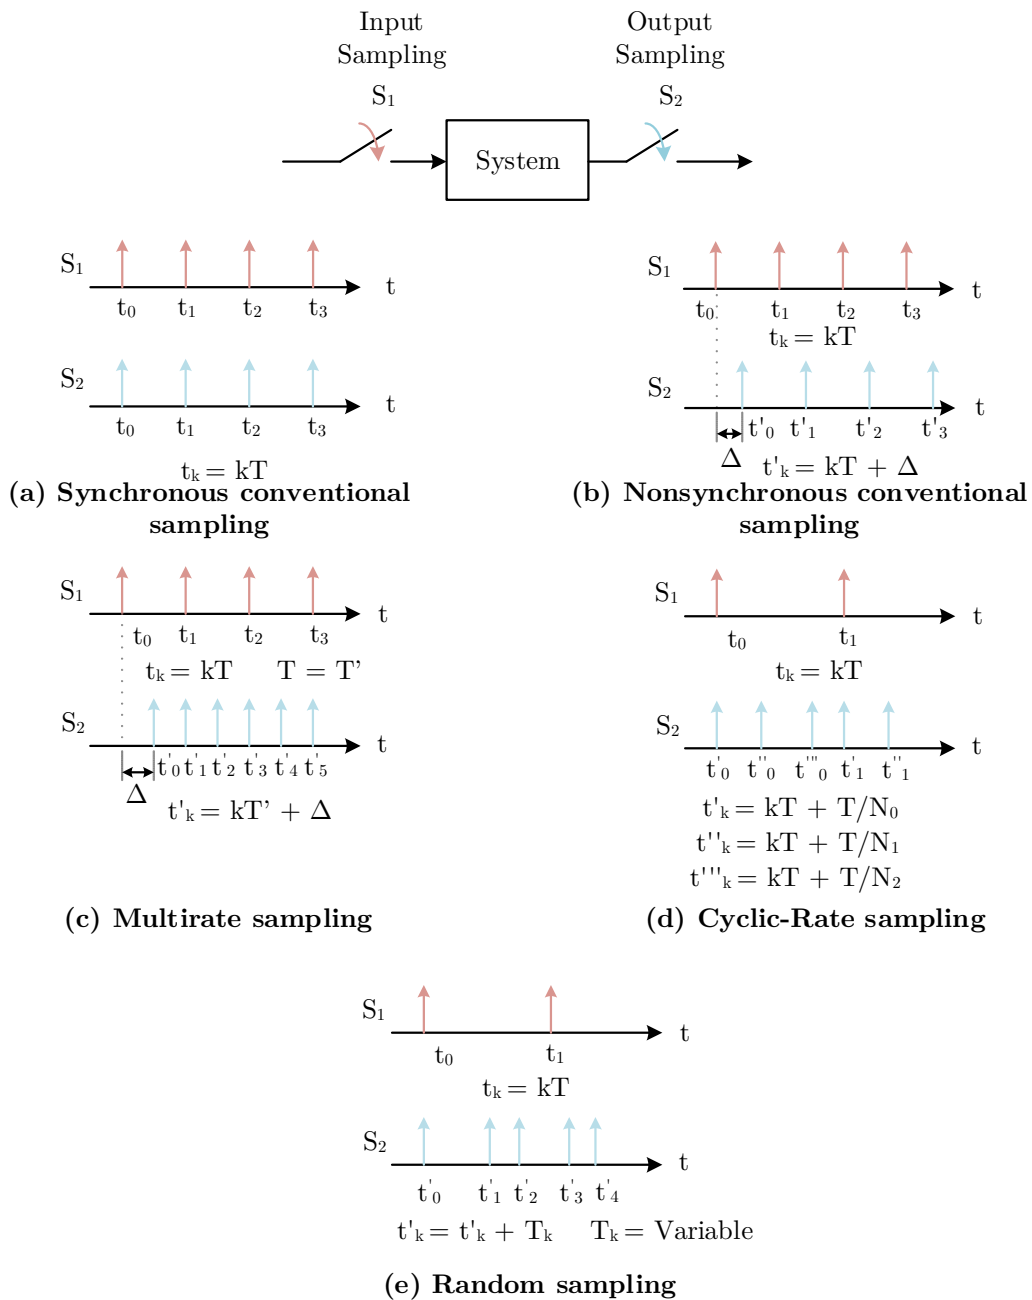 Input Sampling
Output Sampling
S₁
S₂
System
S₁
t
t₀ t₁ t₂ t₃
S₂
t
t₀ t₁ t₂ t₃
tₖ = kT
(a) Synchronous conventional
sampling
S₁
t
t₀ t₁ t₂ t₃
tₖ = kT
S₂
t
t'₀ t'₁ t'₂ t'₃
Δ
t'ₖ = kT + Δ
(b) Nonsynchronous conventional
sampling
S₁
t
t₀ t₁ t₂ t₃
tₖ = kT T = T'
S₂
t
t'₀ t'₁ t'₂ t'₃ t'₄ t'₅
Δ
t'ₖ = kT' + Δ
(c) Multirate sampling
S₁
t
t₀ t₁
tₖ = kT
S₂
t
t'₀ t''₀ t'''₀ t'₁ t''₁
t'ₖ = kT + T/N₀
t''ₖ = kT + T/N₁
t'''ₖ = kT + T/N₂
(d) Cyclic-Rate sampling
S₁
t
t₀ t₁
tₖ = kT
S₂
t
t'₀ t'₁ t'₂ t'₃ t'₄
t'ₖ = t'ₖ + Tₖ Tₖ = Variable
(e) Random sampling